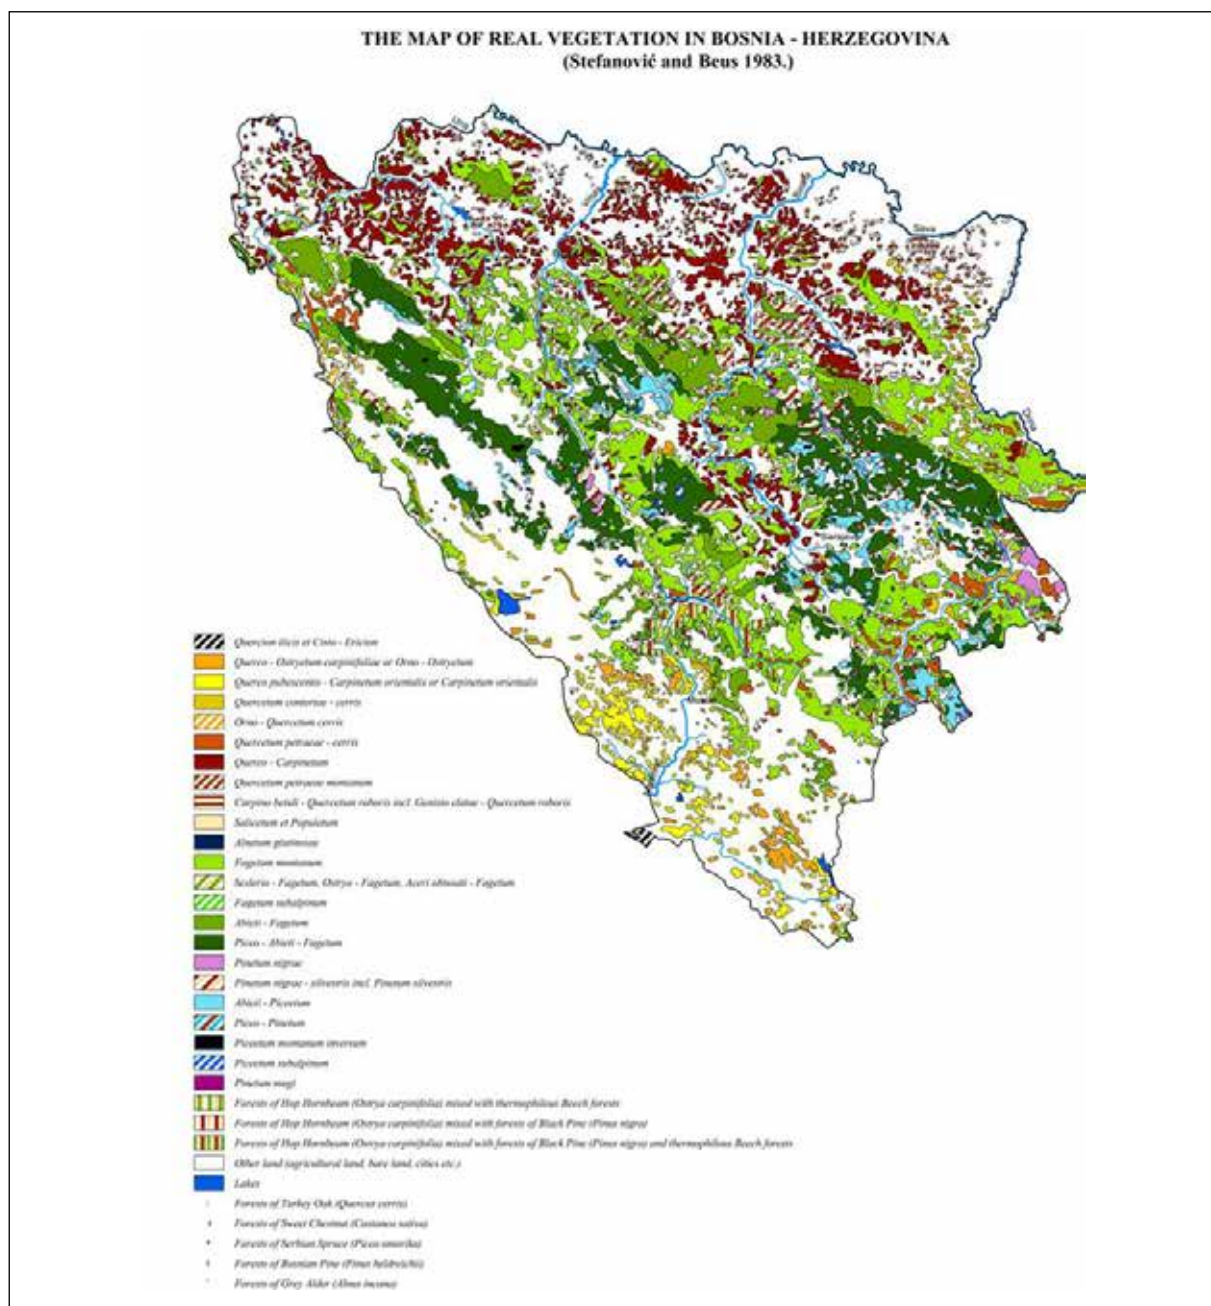 THE MAP OF REAL VEGETATION IN BOSNIA - HERZEGOVINA
(Stefanović and Beus 1983.)
Sava
Sarajevo
Quercion ilicis et Cisto - Ericion
Querco - Ostryetum carpinifoliae or Orno - Ostryetum
Querco pubescentis - Carpinetum orientalis or Carpinetum orientalis
Quercetum confertae - cerris
Orno - Quercetum cerris
Quercetum petraeae - cerris
Querco - Carpinetum
Quercetum petraeae montanum
Carpino betuli - Quercetum roboris incl. Genisto elatae - Quercetum roboris
Salicetum et Populetum
Alnetum glutinosae
Fagetum montanum
Seslerio - Fagetum, Ostryo - Fagetum, Aceri obtusati - Fagetum
Fagetum subalpinum
Abieti - Fagetum
Piceo - Abieti - Fagetum
Pinetum nigrae
Pinetum nigrae - silvestris incl. Pinetum silvestris
Abieti - Piceetum
Piceo - Pinetum
Piceetum montanum inversum
Piceetum subalpinum
Pinetum mugi
Forests of Hop Hornbeam (Ostrya carpinifolia) mixed with thermophilous Beech forests
Forests of Hop Hornbeam (Ostrya carpinifolia) mixed with forests of Black Pine (Pinus nigra)
Forests of Hop Hornbeam (Ostrya carpinifolia) mixed with forests of Black Pine (Pinus nigra) and thermophilous Beech forests
Other land (agricultural land, bare land, cities etc.)
Lakes
Forests of Turkey Oak (Quercus cerris)
Forests of Sweet Chestnut (Castanea sativa)
Forests of Serbian Spruce (Picea omorika)
Forests of Bosnian Pine (Pinus heldreichii)
Forests of Grey Alder (Alnus incana)